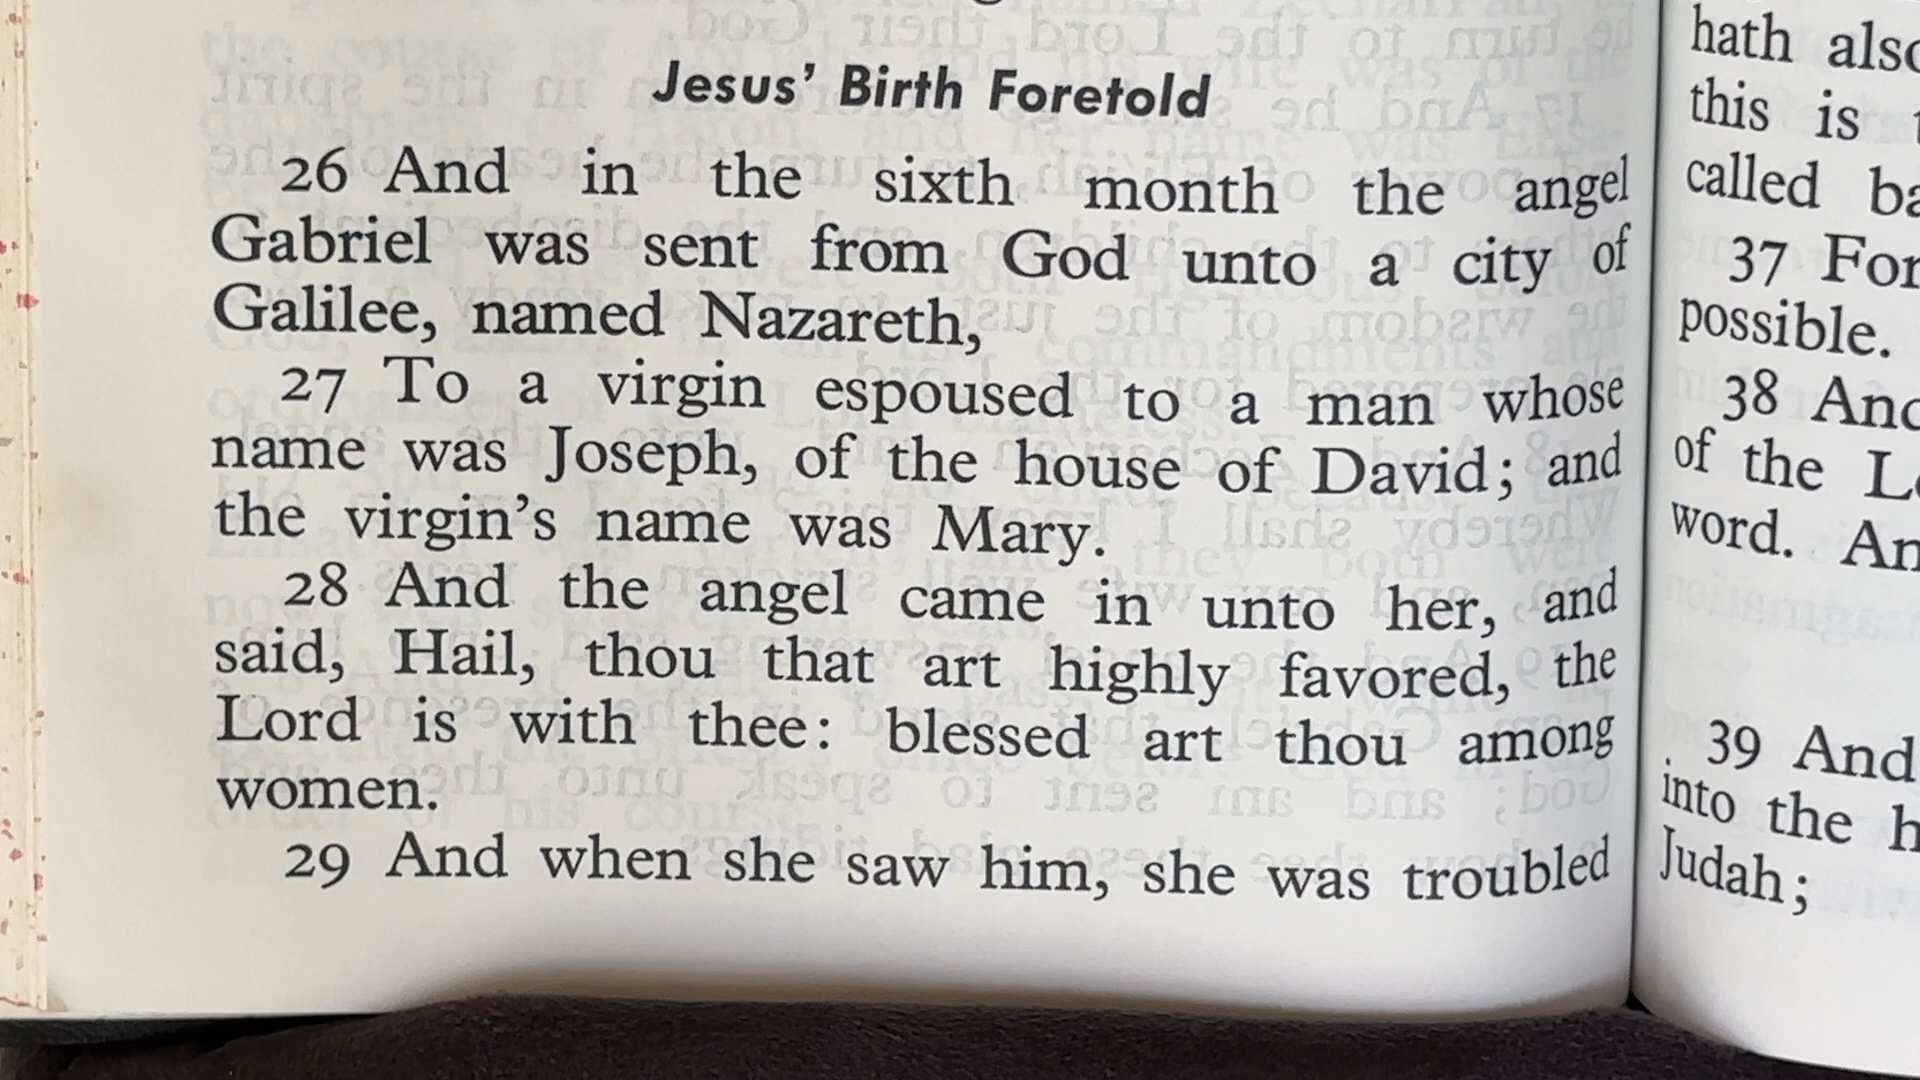 Jesus' Birth Foretold
26 And in the sixth month the angel
Gabriel was sent from God unto a city of
Galilee, named Nazareth,
27 To a virgin espoused to a man whose
name was Joseph, of the house of David; and
the virgin's name was Mary.
28 And the angel came in unto her, and
said, Hail, thou that art highly favored, the
Lord is with thee: blessed art thou among
women.
29 And when she saw him, she was troubled
hath also
this is
called
37 For
possible.
38 And
of the
word.
39 And
into the
Judah;